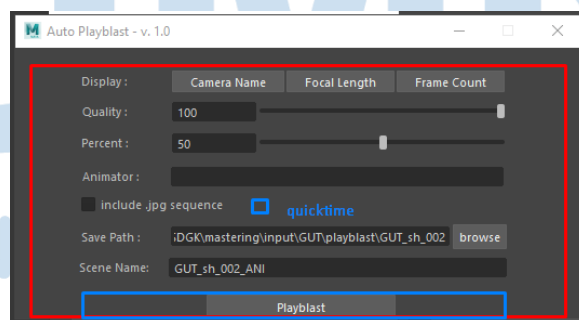 M Auto Playblast - v. 1.0
Display : Camera Name Focal Length Frame Count
Quality : 100
Percent : 50
Animator :
include .jpg sequence quicktime
Save Path : :DGK\mastering\input\GUT\playblast\GUT_sh_002 browse
Scene Name: GUT_sh_002_ANI
Playblast